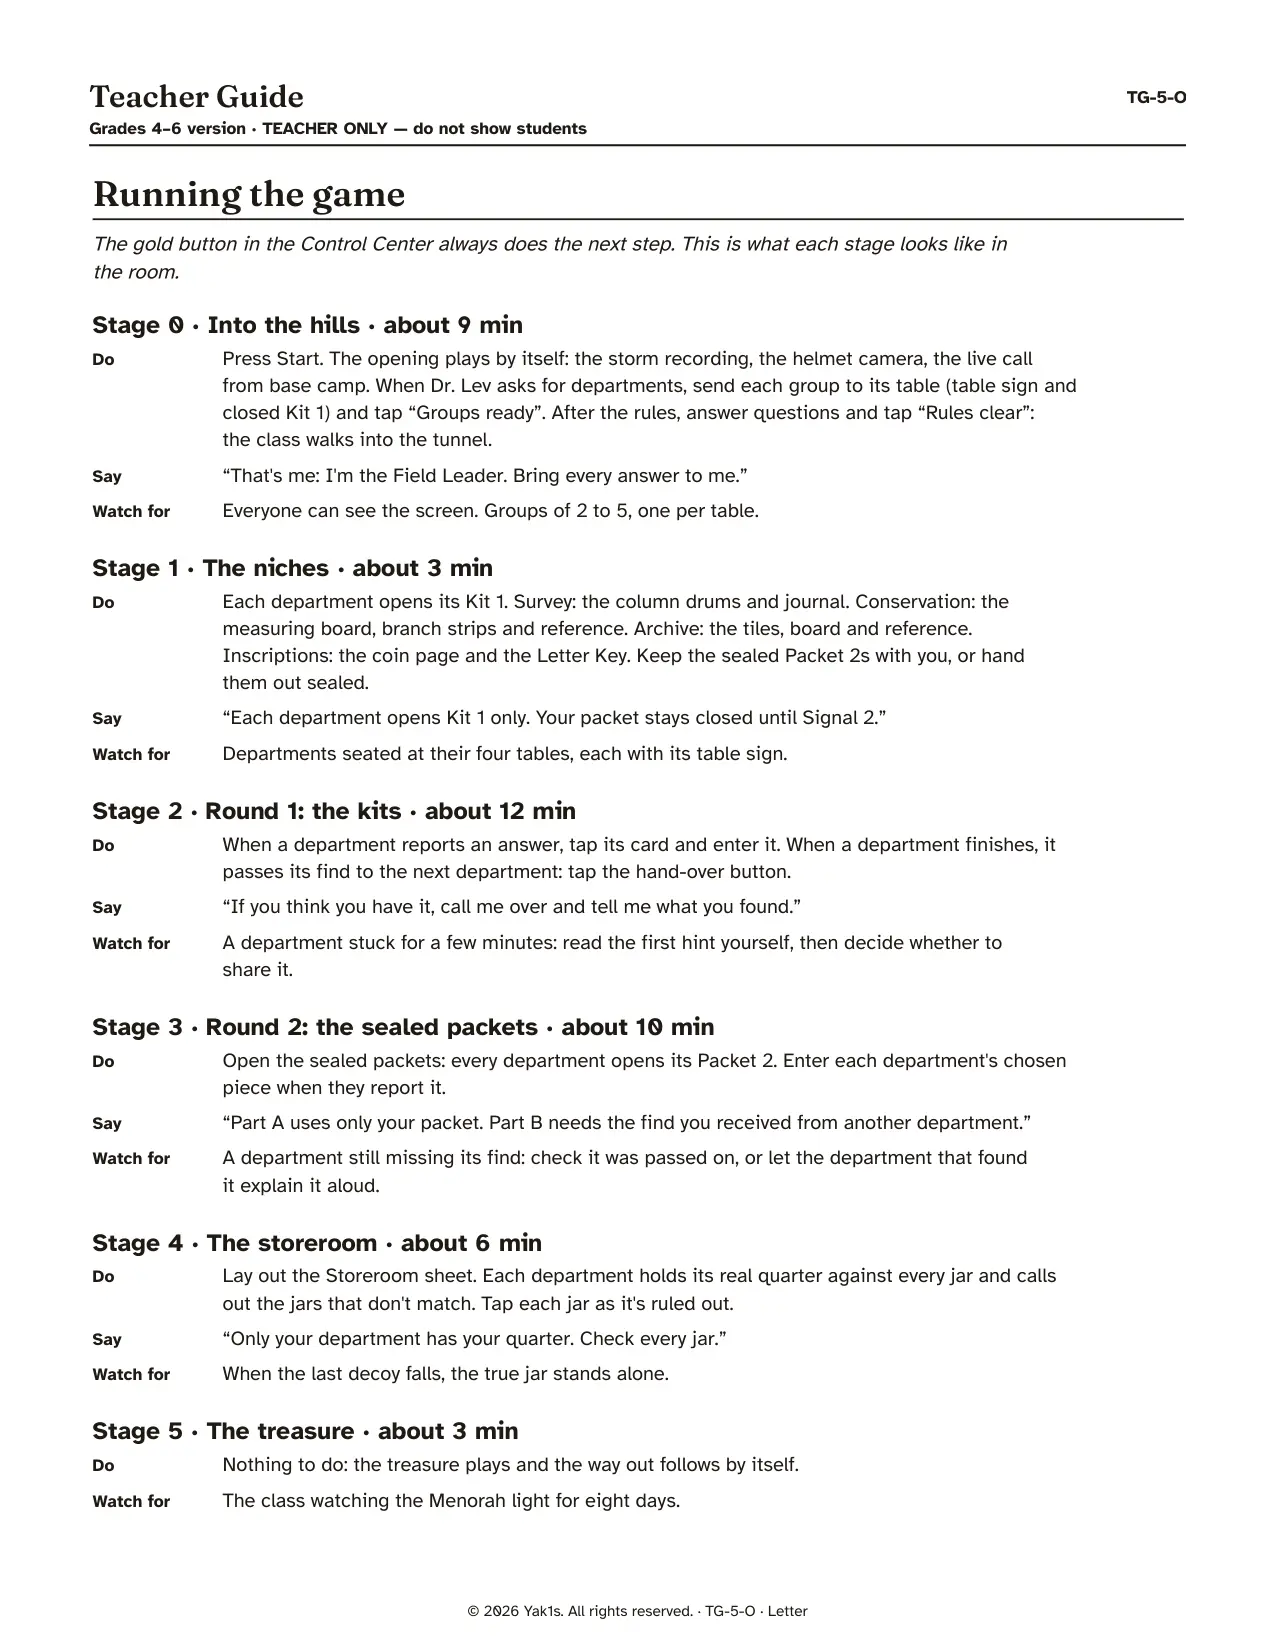 Teacher Guide
TG-5-O
Grades 4–6 version · TEACHER ONLY — do not show students
Running the game
The gold button in the Control Center always does the next step. This is what each stage looks like in
the room.
Stage 0 · Into the hills · about 9 min
Do
Press Start. The opening plays by itself: the storm recording, the helmet camera, the live call
from base camp. When Dr. Lev asks for departments, send each group to its table (table sign and
closed Kit 1) and tap “Groups ready”. After the rules, answer questions and tap “Rules clear”:
the class walks into the tunnel.
Say
“That's me: I'm the Field Leader. Bring every answer to me.”
Watch for
Everyone can see the screen. Groups of 2 to 5, one per table.
Stage 1 · The niches · about 3 min
Do
Each department opens its Kit 1. Survey: the column drums and journal. Conservation: the
measuring board, branch strips and reference. Archive: the tiles, board and reference.
Inscriptions: the coin page and the Letter Key. Keep the sealed Packet 2s with you, or hand
them out sealed.
Say
“Each department opens Kit 1 only. Your packet stays closed until Signal 2.”
Watch for
Departments seated at their four tables, each with its table sign.
Stage 2 · Round 1: the kits · about 12 min
Do
When a department reports an answer, tap its card and enter it. When a department finishes, it
passes its find to the next department: tap the hand-over button.
Say
“If you think you have it, call me over and tell me what you found.”
Watch for
A department stuck for a few minutes: read the first hint yourself, then decide whether to
share it.
Stage 3 · Round 2: the sealed packets · about 10 min
Do
Open the sealed packets: every department opens its Packet 2. Enter each department's chosen
piece when they report it.
Say
“Part A uses only your packet. Part B needs the find you received from another department.”
Watch for
A department still missing its find: check it was passed on, or let the department that found
it explain it aloud.
Stage 4 · The storeroom · about 6 min
Do
Lay out the Storeroom sheet. Each department holds its real quarter against every jar and calls
out the jars that don't match. Tap each jar as it's ruled out.
Say
“Only your department has your quarter. Check every jar.”
Watch for
When the last decoy falls, the true jar stands alone.
Stage 5 · The treasure · about 3 min
Do
Nothing to do: the treasure plays and the way out follows by itself.
Watch for
The class watching the Menorah light for eight days.
© 2026 Yak1s. All rights reserved. · TG-5-O · Letter